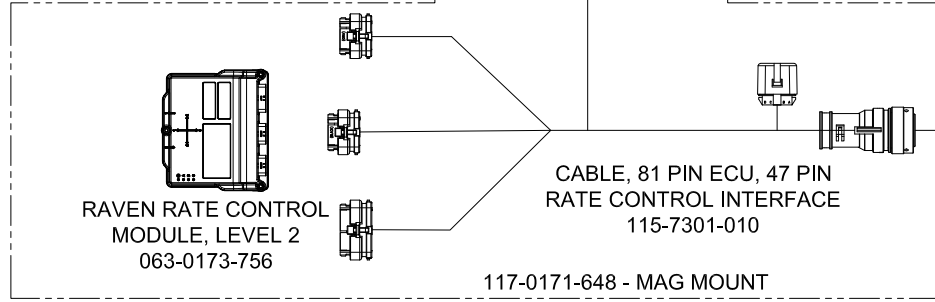 RAVEN RATE CONTROL
MODULE, LEVEL 2
063-0173-756
CABLE, 81 PIN ECU, 47 PIN
RATE CONTROL INTERFACE
115-7301-010
117-0171-648 - MAG MOUNT